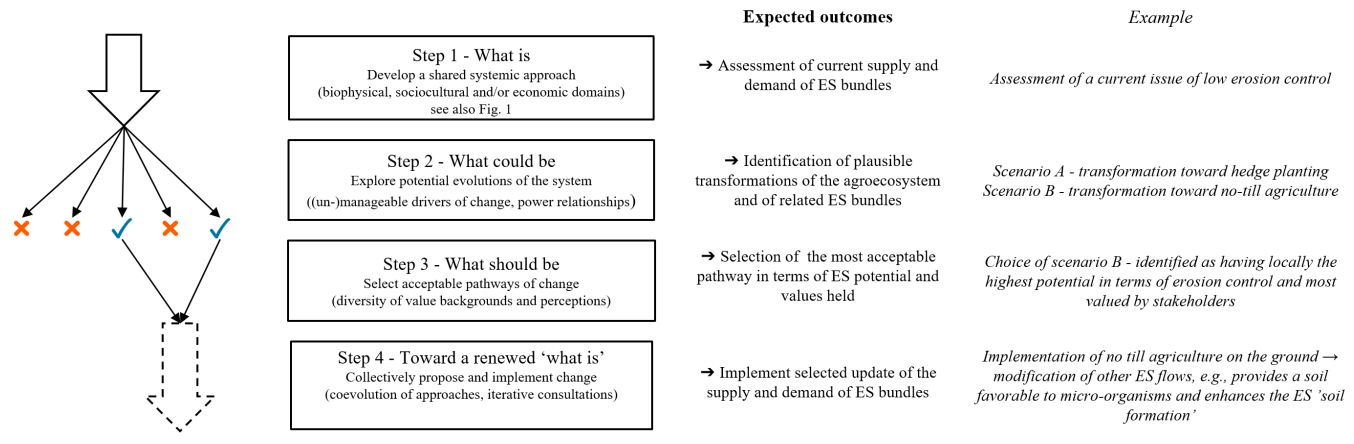 Expected outcomes
Example
Step 1 - What is
Develop a shared systemic approach
(biophysical, sociocultural and/or economic domains)
see also Fig. 1
➔ Assessment of current supply and
demand of ES bundles
Assessment of a current issue of low erosion control
Step 2 - What could be
Explore potential evolutions of the system
((un-)manageable drivers of change, power relationships)
➔ Identification of plausible
transformations of the agroecosystem
and of related ES bundles
Scenario A - transformation toward hedge planting
Scenario B - transformation toward no-till agriculture
Step 3 - What should be
Select acceptable pathways of change
(diversity of value backgrounds and perceptions)
➔ Selection of  the most acceptable
pathway in terms of ES potential and
values held
Choice of scenario B - identified as having locally the
highest potential in terms of erosion control and most
valued by stakeholders
Step 4 - Toward a renewed ‘what is’
Collectively propose and implement change
(coevolution of approaches, iterative consultations)
➔ Implement selected update of the
supply and demand of ES bundles
Implementation of no till agriculture on the ground →
modification of other ES flows, e.g., provides a soil
favorable to micro-organisms and enhances the ES ’soil
formation’